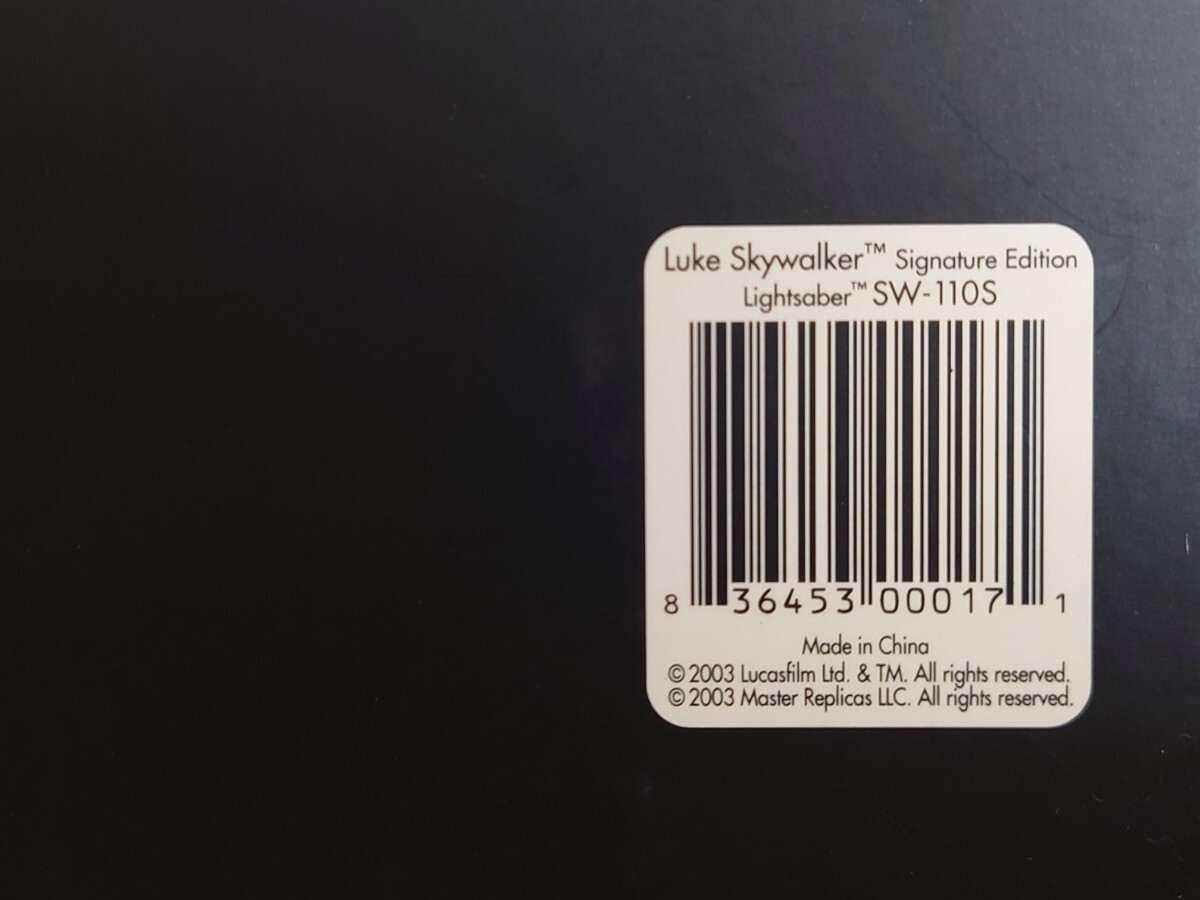 Luke Skywalker™ Signature Edition
Lightsaber™ SW-110S
8 36453 00017 1
Made in China
© 2003 Lucasfilm Ltd. & TM. All rights reserved.
© 2003 Master Replicas LLC. All rights reserved.